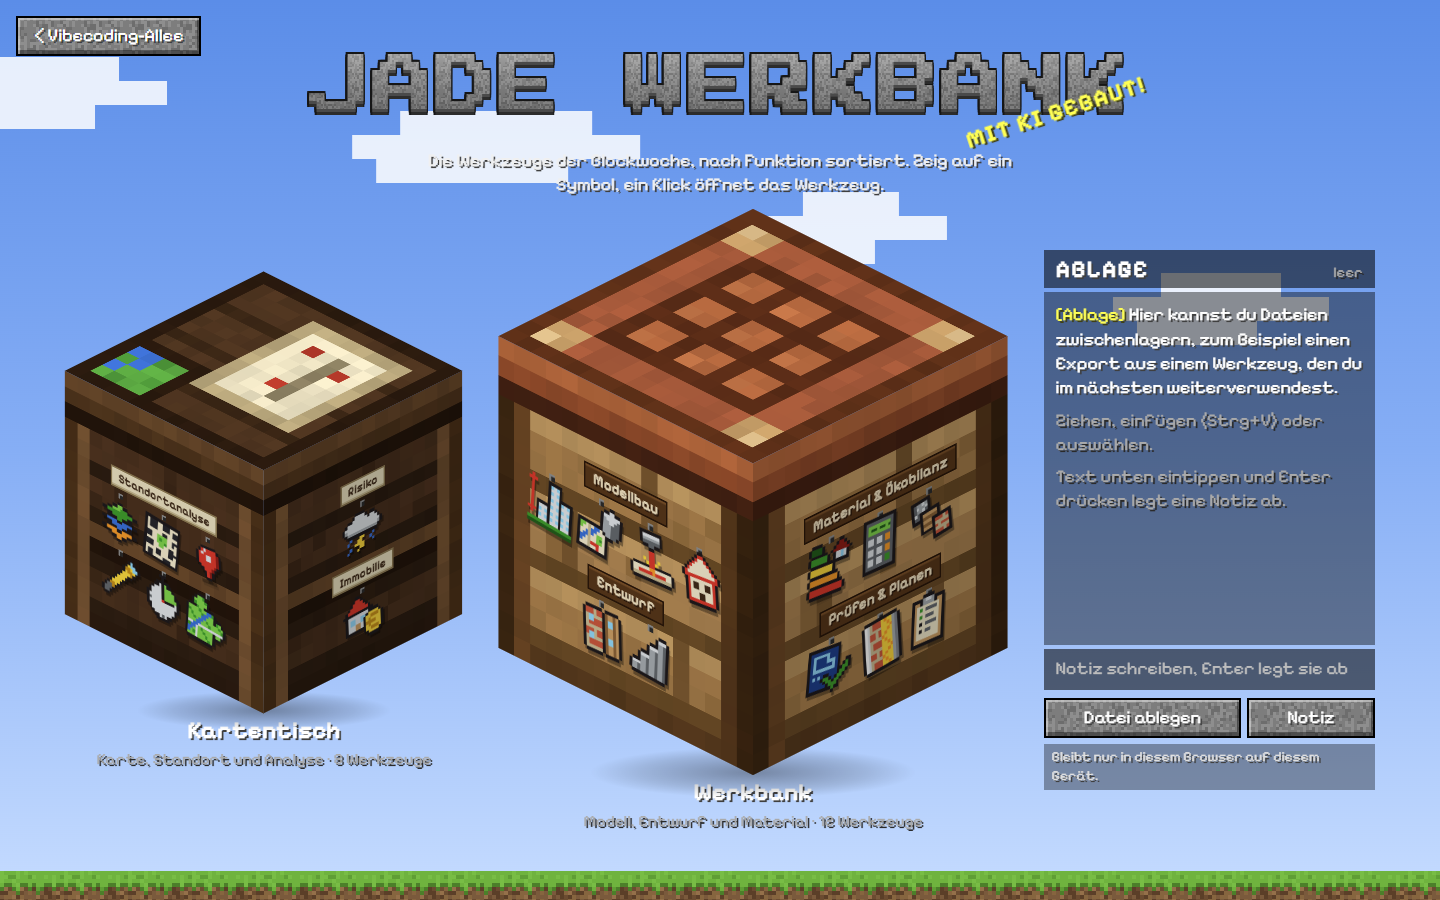 Vibecoding-Allee
JADE WERKBANK
MIT KI GEBAUT!
Die Werkzeuge der Blockwoche, nach Funktion sortiert. Zeig auf ein
Symbol, ein Klick öffnet das Werkzeug.
ABLAGE
leer
[Ablage] Hier kannst du Dateien
zwischenlagern, zum Beispiel einen
Export aus einem Werkzeug, den du
im nächsten weiterverwendest.
Ziehen, einfügen (Strg+V) oder
auswählen.
Text unten eintippen und Enter
drücken legt eine Notiz ab.
Notiz schreiben, Enter legt sie ab
Datei ablegen
Notiz
Bleibt nur in diesem Browser auf diesem
Gerät.
Standortanalyse
Risiko
Immobilie
Kartentisch
Karte, Standort und Analyse · 8 Werkzeuge
Modellbau
Entwurf
Material & Ökobilanz
Prüfen & Planen
Werkbank
Modell, Entwurf und Material · 12 Werkzeuge